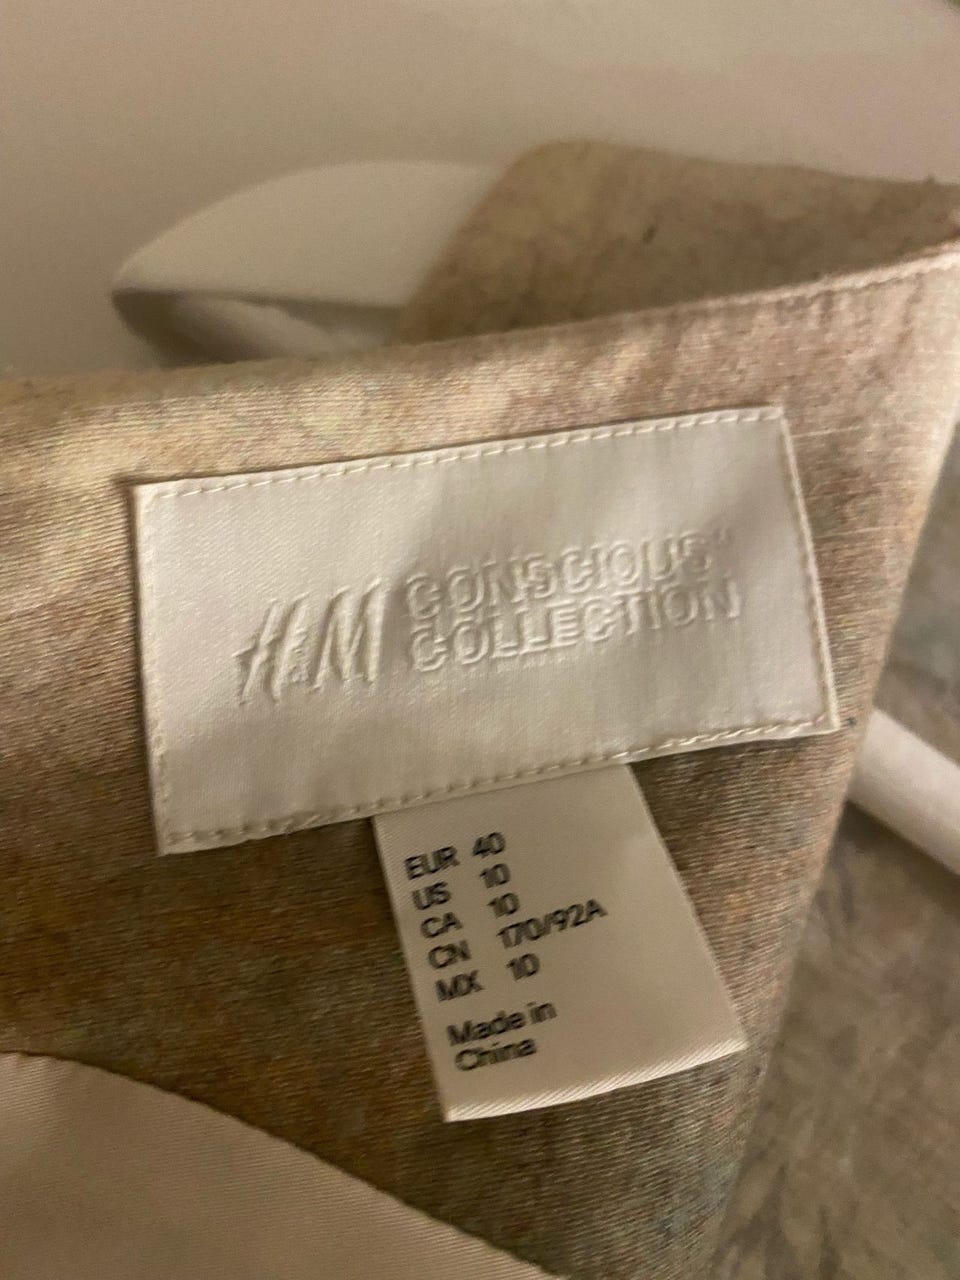 H&M CONSCIOUS
COLLECTION
EUR 40
US 10
CA 10
CN 170/92A
MX 10
Made in
China